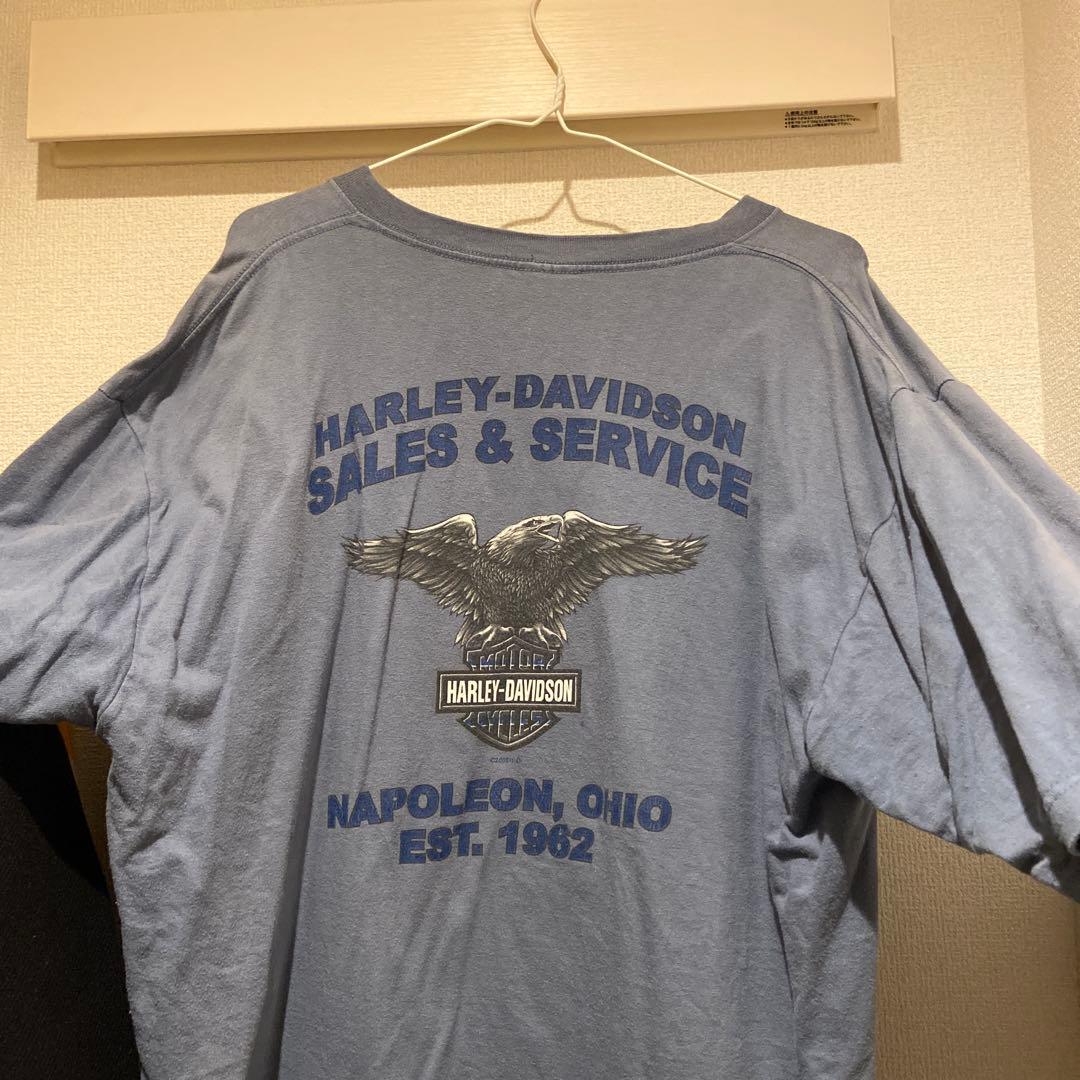 HARLEY-DAVIDSON
SALES & SERVICE
MOTOR
HARLEY-DAVIDSON
CYCLES
NAPOLEON, OHIO
EST. 1962